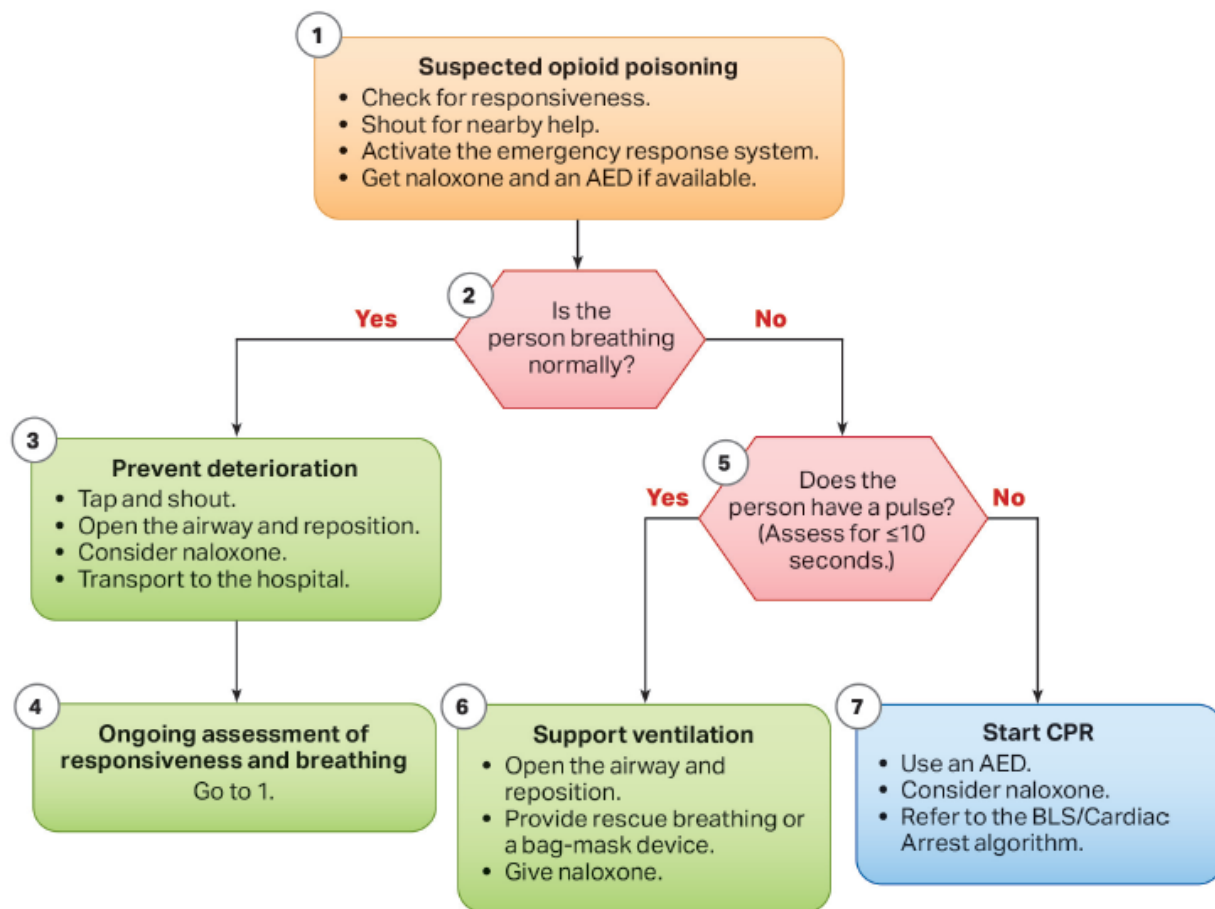 1
Suspected opioid poisoning
• Check for responsiveness.
• Shout for nearby help.
• Activate the emergency response system.
• Get naloxone and an AED if available.
2
Is the
person breathing
normally?
Yes
No
3
Prevent deterioration
• Tap and shout.
• Open the airway and reposition.
• Consider naloxone.
• Transport to the hospital.
4
Ongoing assessment of
responsiveness and breathing
Go to 1.
5
Does the
person have a pulse?
(Assess for ≤10
seconds.)
Yes
No
6
Support ventilation
• Open the airway and
reposition.
• Provide rescue breathing or
a bag-mask device.
• Give naloxone.
7
Start CPR
• Use an AED.
• Consider naloxone.
• Refer to the BLS/Cardiac
Arrest algorithm.